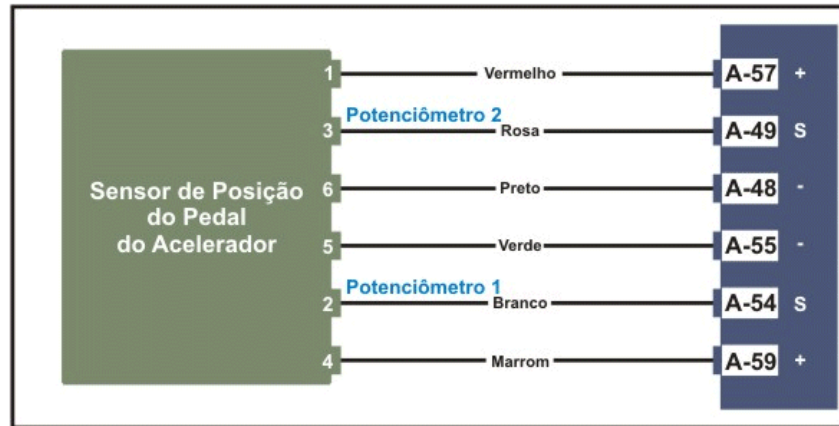 1 Vermelho A-57 +
Potenciômetro 2
3 Rosa A-49 S
Sensor de Posição
do Pedal
do Acelerador
6 Preto A-48 -
5 Verde A-55 -
Potenciômetro 1
2 Branco A-54 S
4 Marrom A-59 +